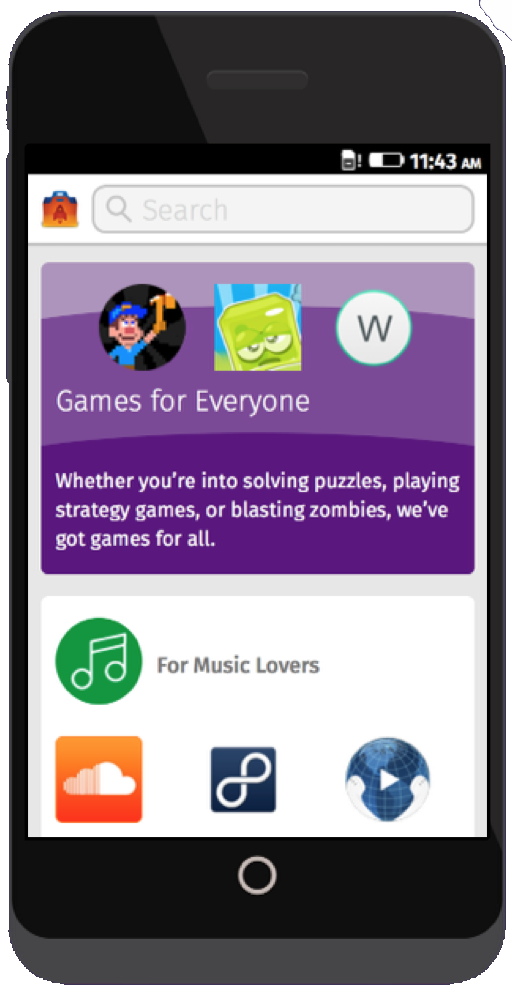 11:43 AM
Search
W
Games for Everyone
Whether you're into solving puzzles, playing
strategy games, or blasting zombies, we've
got games for all.
For Music Lovers